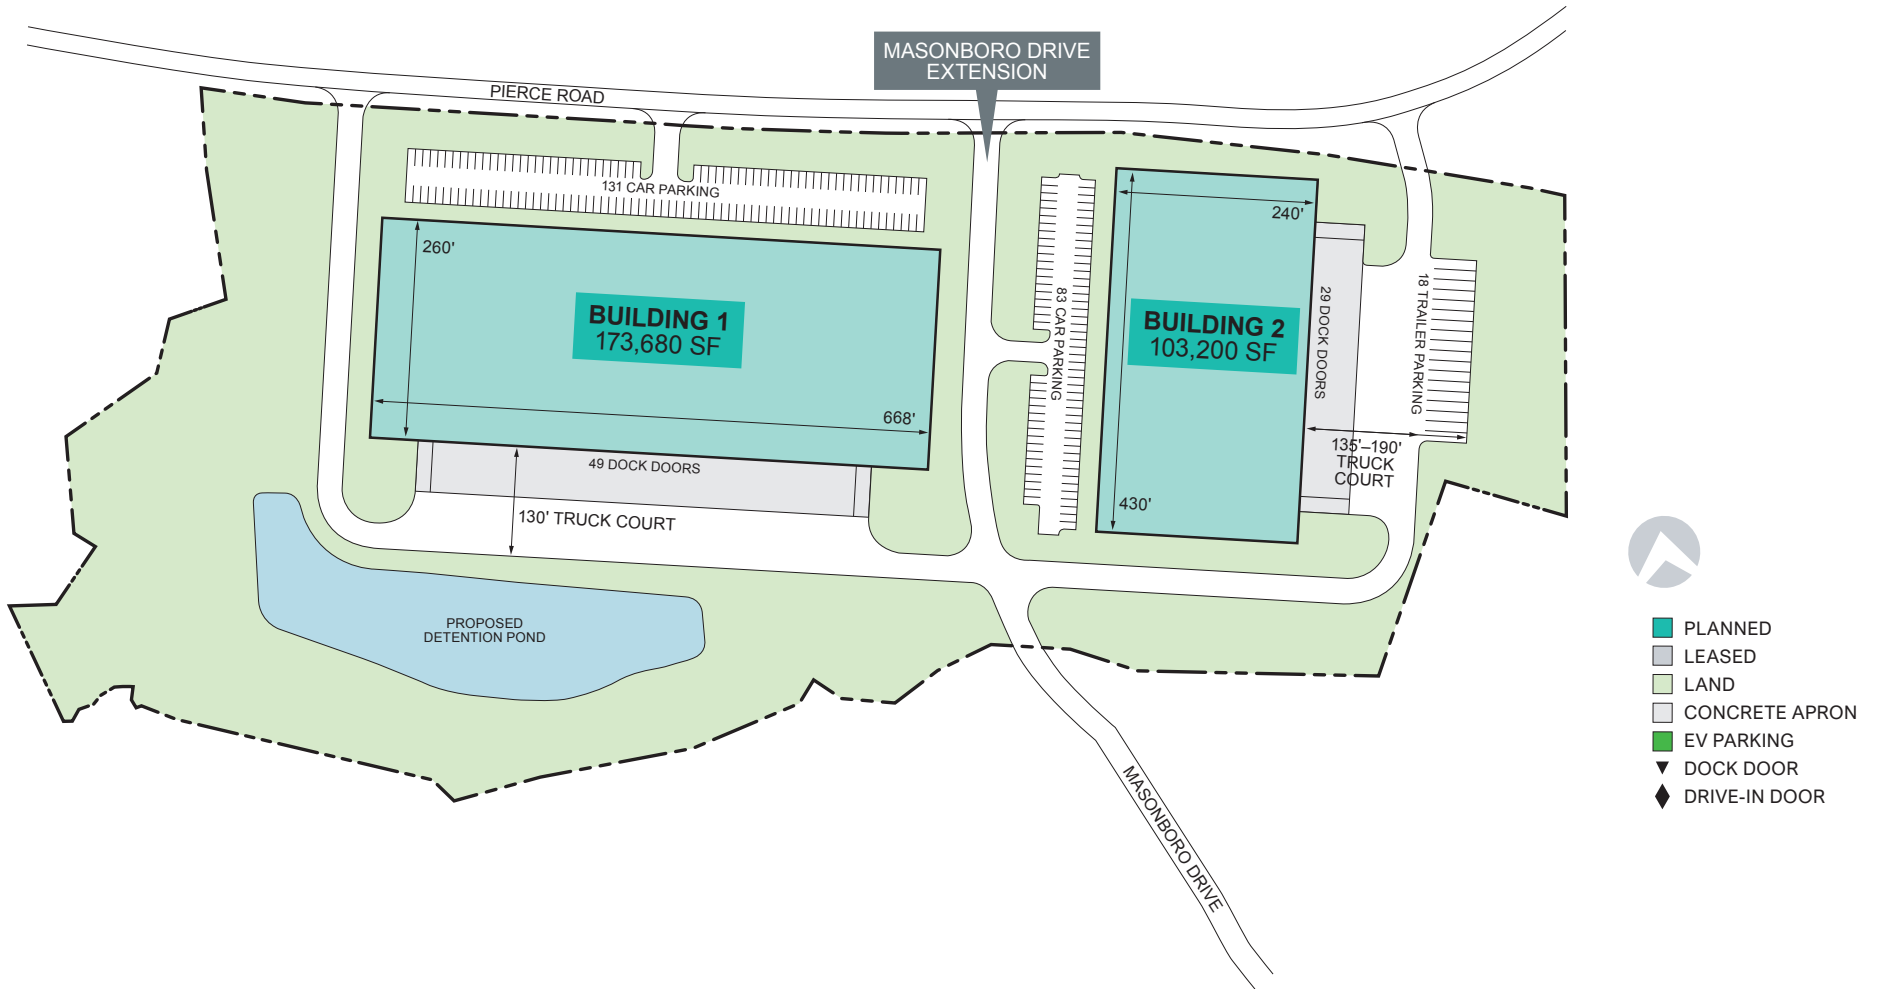 MASONBORO DRIVE
EXTENSION
PIERCE ROAD
131 CAR PARKING
260'
BUILDING 1
173,680 SF
668'
49 DOCK DOORS
130' TRUCK COURT
PROPOSED
DETENTION POND
83 CAR PARKING
240'
BUILDING 2
103,200 SF
430'
29 DOCK DOORS
18 TRAILER PARKING
135'–190'
TRUCK
COURT
MASONBORO DRIVE
PLANNED
LEASED
LAND
CONCRETE APRON
EV PARKING
DOCK DOOR
DRIVE-IN DOOR